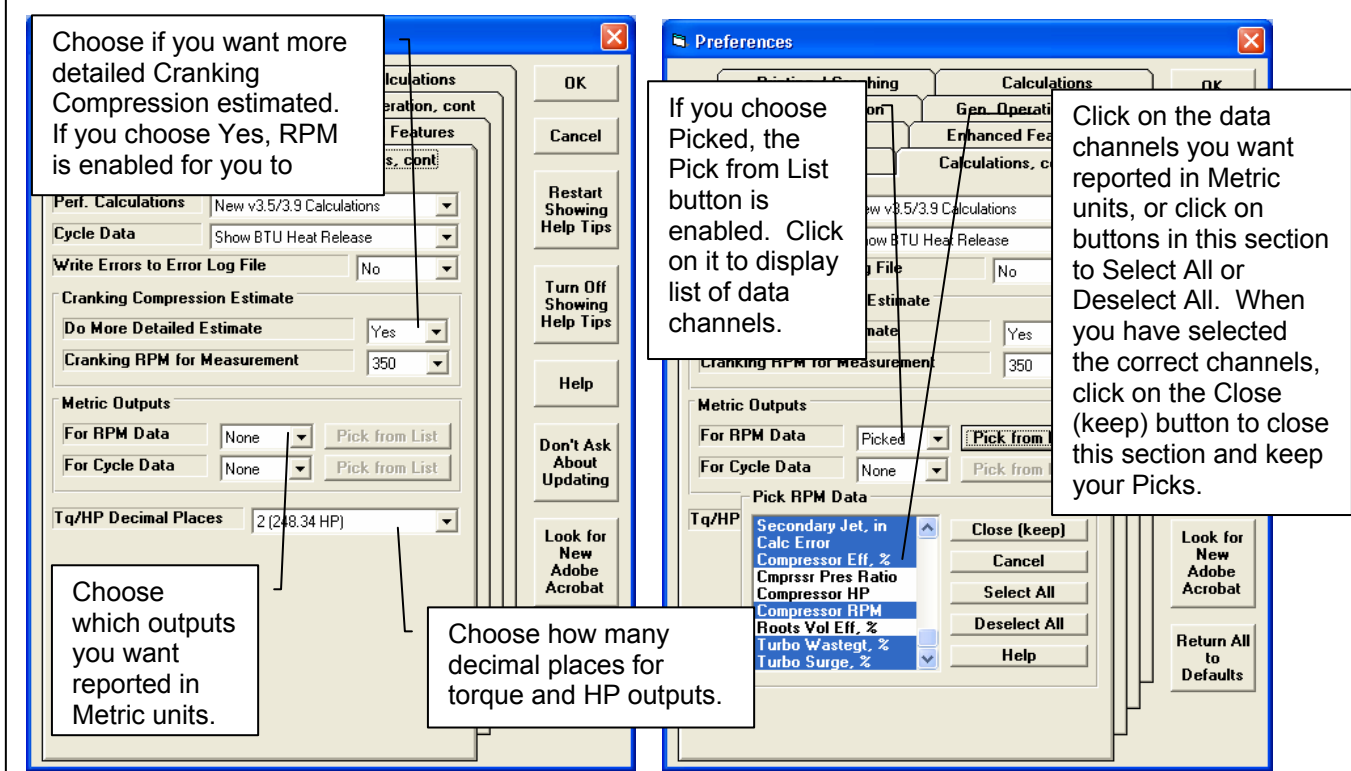 Choose if you want more
detailed Cranking
Compression estimated.
If you choose Yes, RPM
is enabled for you to
Calculations
cont
Features
cont
Perf. Calculations
New v3.5/3.9 Calculations
Cycle Data
Show BTU Heat Release
Write Errors to Error Log File
No
Cranking Compression Estimate
Do More Detailed Estimate
Yes
Cranking RPM for Measurement
350
Metric Outputs
For RPM Data
None
Pick from List
For Cycle Data
None
Pick from List
Tq/HP Decimal Places
2 (248.34 HP)
Choose
which outputs
you want
reported in
Metric units.
Choose how many
decimal places for
torque and HP outputs.
OK
Cancel
Restart
Showing
Help Tips
Turn Off
Showing
Help Tips
Help
Don't Ask
About
Updating
Look for
New
Adobe
Acrobat
Preferences
Calculations
Gen.
Enhanced
Calculations,
If you choose
Picked, the
Pick from List
button is
enabled. Click
on it to display
list of data
channels.
Click on the data
channels you want
reported in Metric
units, or click on
buttons in this section
to Select All or
Deselect All. When
you have selected
the correct channels,
click on the Close
(keep) button to close
this section and keep
your Picks.
v3.5/3.9 Calculations
BTU Heat Release
File
No
Estimate
Yes
Cranking RPM for Measurement
350
Metric Outputs
For RPM Data
Picked
Pick from
For Cycle Data
None
Pick from
Pick RPM Data
Tq/HP
Secondary Jet, in
Calc Error
Compressor Eff, %
Cmprssr Pres Ratio
Compressor HP
Compressor RPM
Roots Vol Eff, %
Turbo Wastegt, %
Turbo Surge, %
Close (keep)
Cancel
Select All
Deselect All
Help
Look for
New
Adobe
Acrobat
Return All
to
Defaults